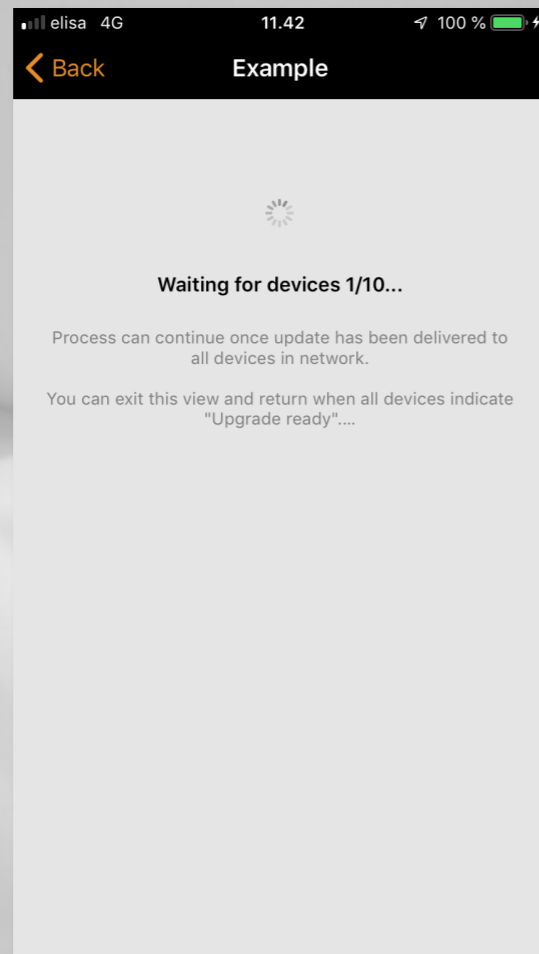 elisa 4G 11.42 100 %
Back Example
Waiting for devices 1/10...
Process can continue once update has been delivered to
all devices in network.
You can exit this view and return when all devices indicate
"Upgrade ready"....